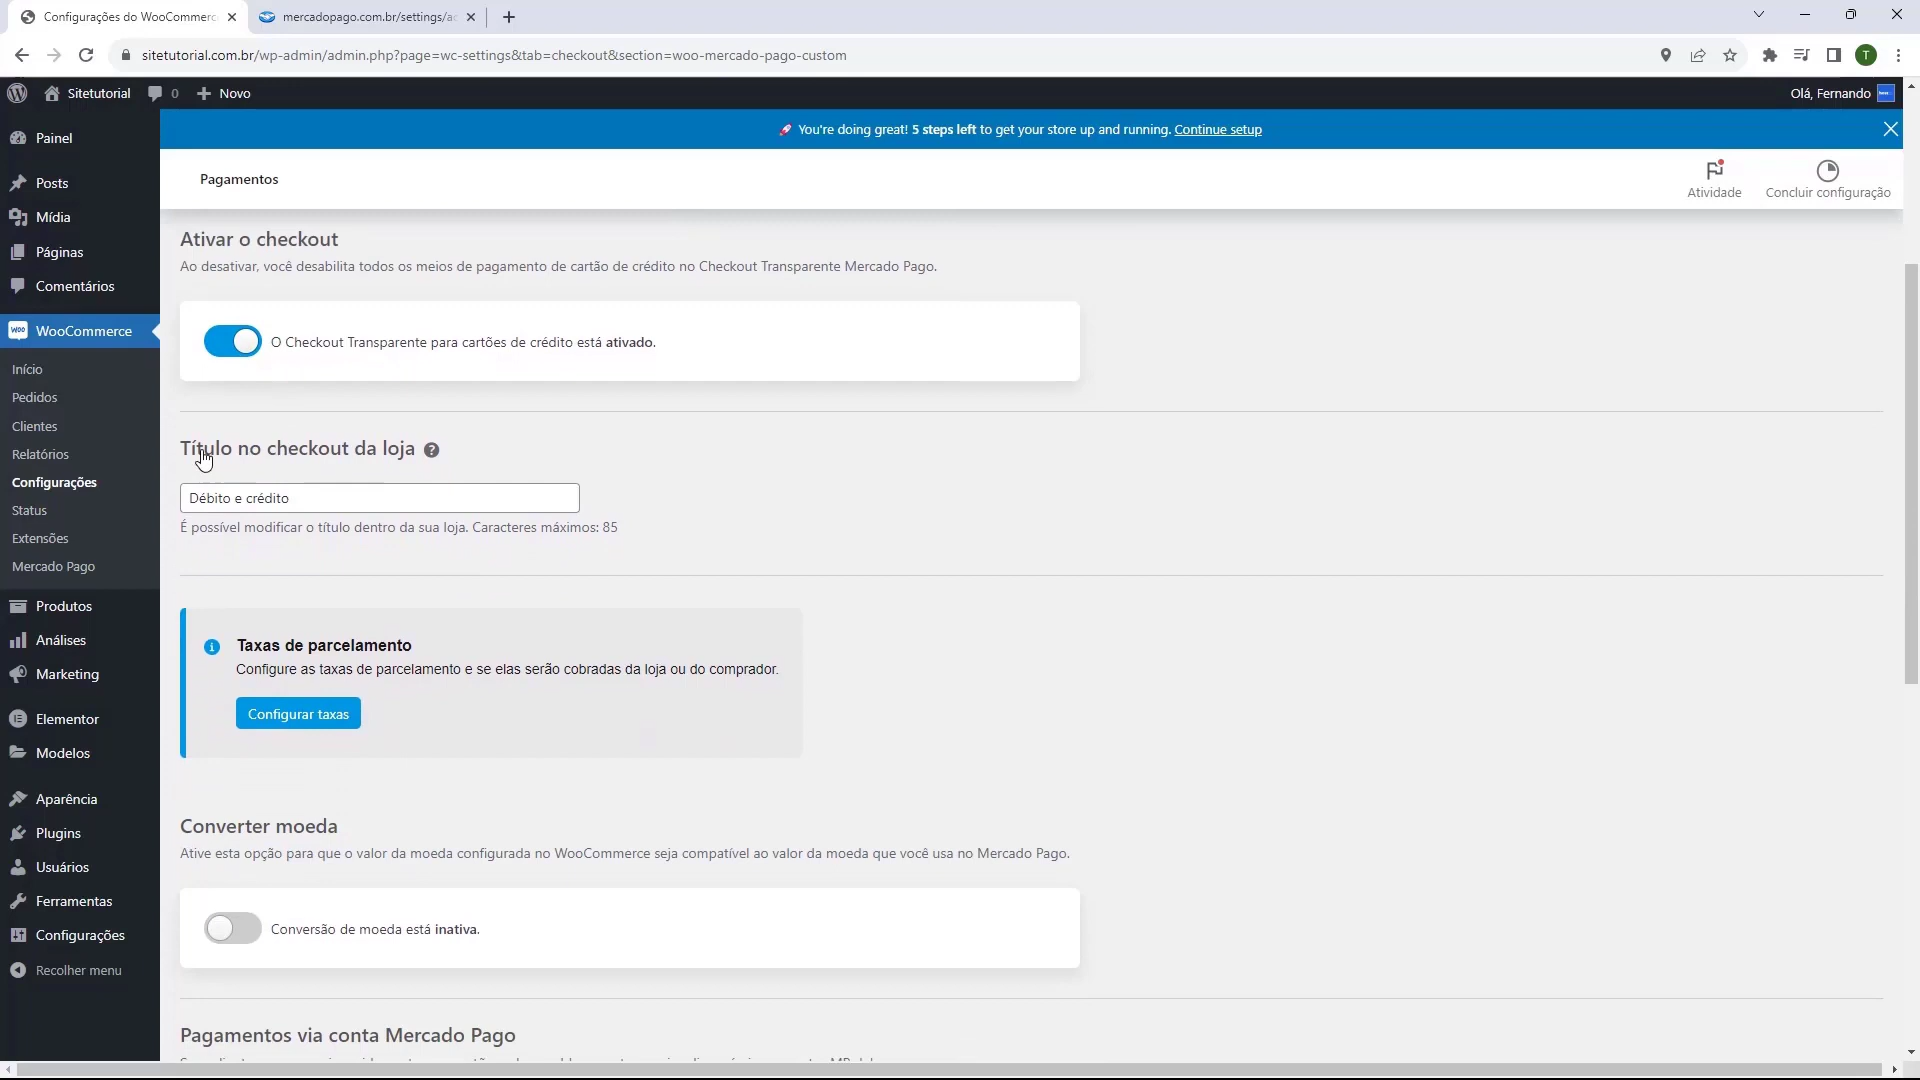 Configurações do WooCommerc
mercadopago.com.br/settings/ac
sitetutorial.com.br/wp-admin/admin.php?page=wc-settings&tab=checkout&section=woo-mercado-pago-custom
T
Sitetutorial
0
Novo
Olá, Fernando
You're doing great! 5 steps left to get your store up and running. Continue setup
Painel
Posts
Mídia
Páginas
Comentários
woo WooCommerce
Início
Pedidos
Clientes
Relatórios
Configurações
Status
Extensões
Mercado Pago
Produtos
Análises
Marketing
Elementor
Modelos
Aparência
Plugins
Usuários
Ferramentas
Configurações
Recolher menu
Pagamentos
Atividade
Concluir configuração
Ativar o checkout
Ao desativar, você desabilita todos os meios de pagamento de cartão de crédito no Checkout Transparente Mercado Pago.
O Checkout Transparente para cartões de crédito está ativado.
Título no checkout da loja ?
Débito e crédito
É possível modificar o título dentro da sua loja. Caracteres máximos: 85
Taxas de parcelamento
Configure as taxas de parcelamento e se elas serão cobradas da loja ou do comprador.
Configurar taxas
Converter moeda
Ative esta opção para que o valor da moeda configurada no WooCommerce seja compatível ao valor da moeda que você usa no Mercado Pago.
Conversão de moeda está inativa.
Pagamentos via conta Mercado Pago